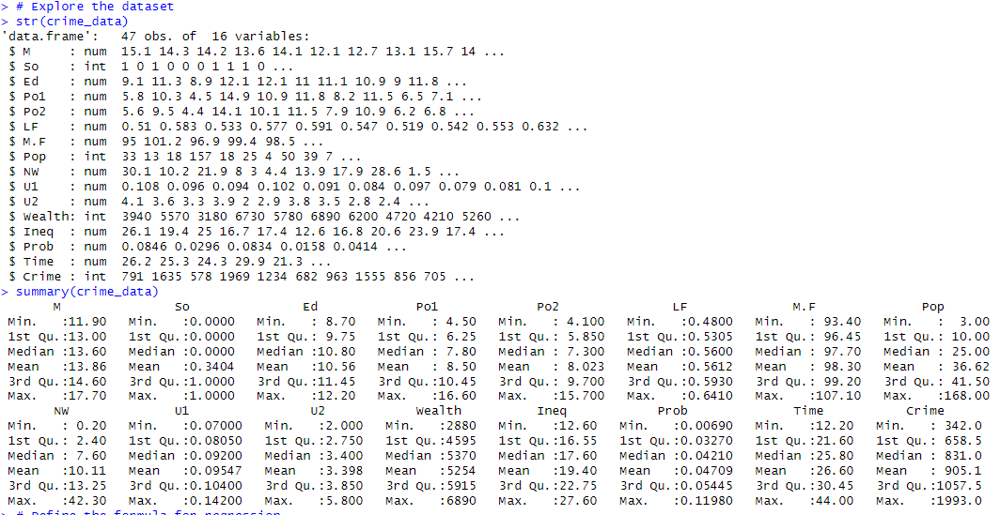 > # Explore the dataset
> str(crime_data)
'data.frame':   47 obs. of  16 variables:
 $ M     : num  15.1 14.3 14.2 13.6 14.1 12.1 12.7 13.1 15.7 14 ...
 $ So    : int  1 0 1 0 0 0 1 1 1 0 ...
 $ Ed    : num  9.1 11.3 8.9 12.1 12.1 11 11.1 10.9 9 11.8 ...
 $ Po1   : num  5.8 10.3 4.5 14.9 10.9 11.8 8.2 11.5 6.5 7.1 ...
 $ Po2   : num  5.6 9.5 4.4 14.1 10.1 11.5 7.9 10.9 6.2 6.8 ...
 $ LF    : num  0.51 0.583 0.533 0.577 0.591 0.547 0.519 0.542 0.553 0.632 ...
 $ M.F   : num  95 101.2 96.9 99.4 98.5 ...
 $ Pop   : int  33 13 18 157 18 25 4 50 39 7 ...
 $ NW    : num  30.1 10.2 21.9 8 3 4.4 13.9 17.9 28.6 1.5 ...
 $ U1    : num  0.108 0.096 0.094 0.102 0.091 0.084 0.097 0.079 0.081 0.1 ...
 $ U2    : num  4.1 3.6 3.3 3.9 2 2.9 3.8 3.5 2.8 2.4 ...
 $ Wealth: int  3940 5570 3180 6730 5780 6890 6200 4720 4210 5260 ...
 $ Ineq  : num  26.1 19.4 25 16.7 17.4 12.6 16.8 20.6 23.9 17.4 ...
 $ Prob  : num  0.0846 0.0296 0.0834 0.0158 0.0414 ...
 $ Time  : num  26.2 25.3 24.3 29.9 21.3 ...
 $ Crime : int  791 1635 578 1969 1234 682 963 1555 856 705 ...
> summary(crime_data)
       M               So               Ed             Po1             Po2               LF              M.F              Pop
 Min.   :11.90   Min.   :0.0000   Min.   : 8.70   Min.   : 4.50   Min.   : 4.100   Min.   :0.4800   Min.   : 93.40   Min.   :  3.00
 1st Qu.:13.00   1st Qu.:0.0000   1st Qu.: 9.75   1st Qu.: 6.25   1st Qu.: 5.850   1st Qu.:0.5305   1st Qu.: 96.45   1st Qu.: 10.00
 Median :13.60   Median :0.0000   Median :10.80   Median : 7.80   Median : 7.300   Median :0.5600   Median : 97.70   Median : 25.00
 Mean   :13.86   Mean   :0.3404   Mean   :10.56   Mean   : 8.50   Mean   : 8.023   Mean   :0.5612   Mean   : 98.30   Mean   : 36.62
 3rd Qu.:14.60   3rd Qu.:1.0000   3rd Qu.:11.45   3rd Qu.:10.45   3rd Qu.: 9.700   3rd Qu.:0.5930   3rd Qu.: 99.20   3rd Qu.: 41.50
 Max.   :17.70   Max.   :1.0000   Max.   :12.20   Max.   :16.60   Max.   :15.700   Max.   :0.6410   Max.   :107.10   Max.   :168.00
       NW              U1                U2            Wealth          Ineq            Prob              Time           Crime
 Min.   : 0.20   Min.   :0.07000   Min.   :2.000   Min.   :2880   Min.   :12.60   Min.   :0.00690   Min.   :12.20   Min.   : 342.0
 1st Qu.: 2.40   1st Qu.:0.08050   1st Qu.:2.750   1st Qu.:4595   1st Qu.:16.55   1st Qu.:0.03270   1st Qu.:21.60   1st Qu.: 658.5
 Median : 7.60   Median :0.09200   Median :3.400   Median :5370   Median :17.60   Median :0.04210   Median :25.80   Median : 831.0
 Mean   :10.11   Mean   :0.09547   Mean   :3.398   Mean   :5254   Mean   :19.40   Mean   :0.04709   Mean   :26.60   Mean   : 905.1
 3rd Qu.:13.25   3rd Qu.:0.10400   3rd Qu.:3.850   3rd Qu.:5915   3rd Qu.:22.75   3rd Qu.:0.05445   3rd Qu.:30.45   3rd Qu.:1057.5
 Max.   :42.30   Max.   :0.14200   Max.   :5.800   Max.   :6890   Max.   :27.60   Max.   :0.11980   Max.   :44.00   Max.   :1993.0
> # Define the formula for regression